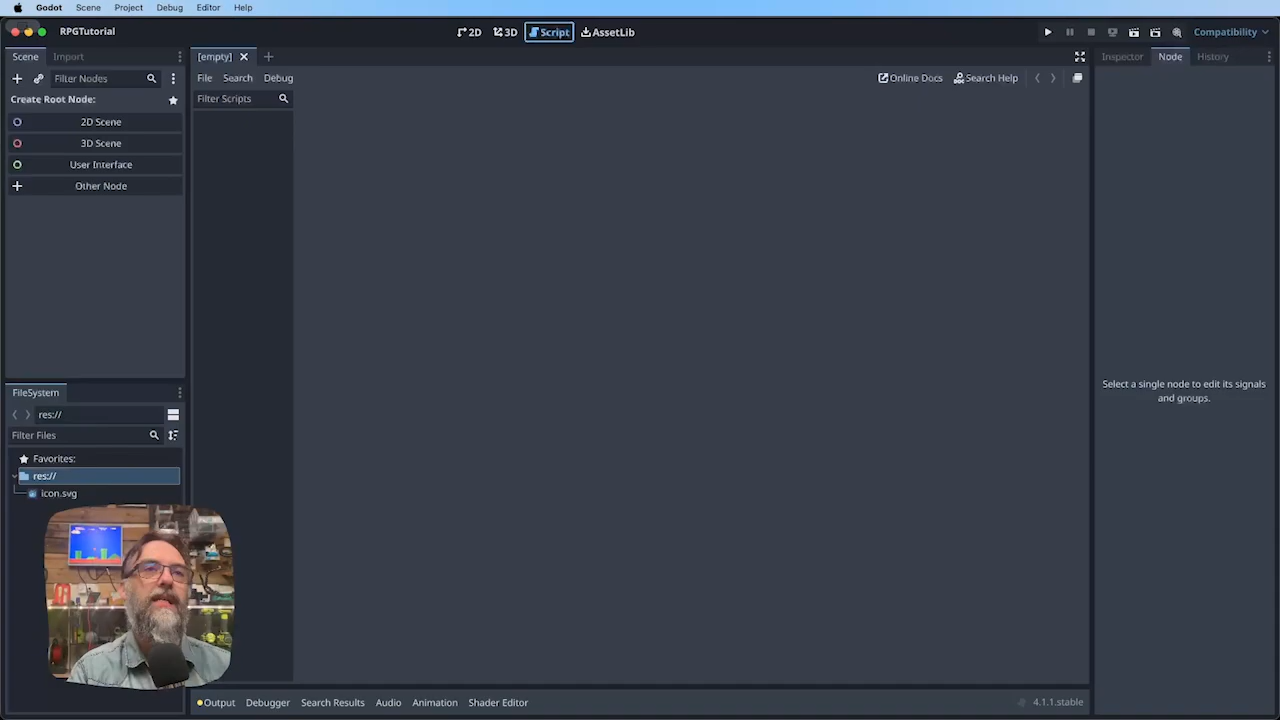 Godot Scene Project Debug Editor Help
RPGTutorial
2D 3D Script AssetLib
Compatibility
Scene Import
[empty]
Inspector Node History
Filter Nodes
File Search Debug
Online Docs Search Help
Create Root Node:
Filter Scripts
2D Scene
3D Scene
User Interface
Other Node
Select a single node to edit its signals
and groups.
FileSystem
res://
Filter Files
Favorites:
res://
icon.svg
Output Debugger Search Results Audio Animation Shader Editor
4.1.1.stable